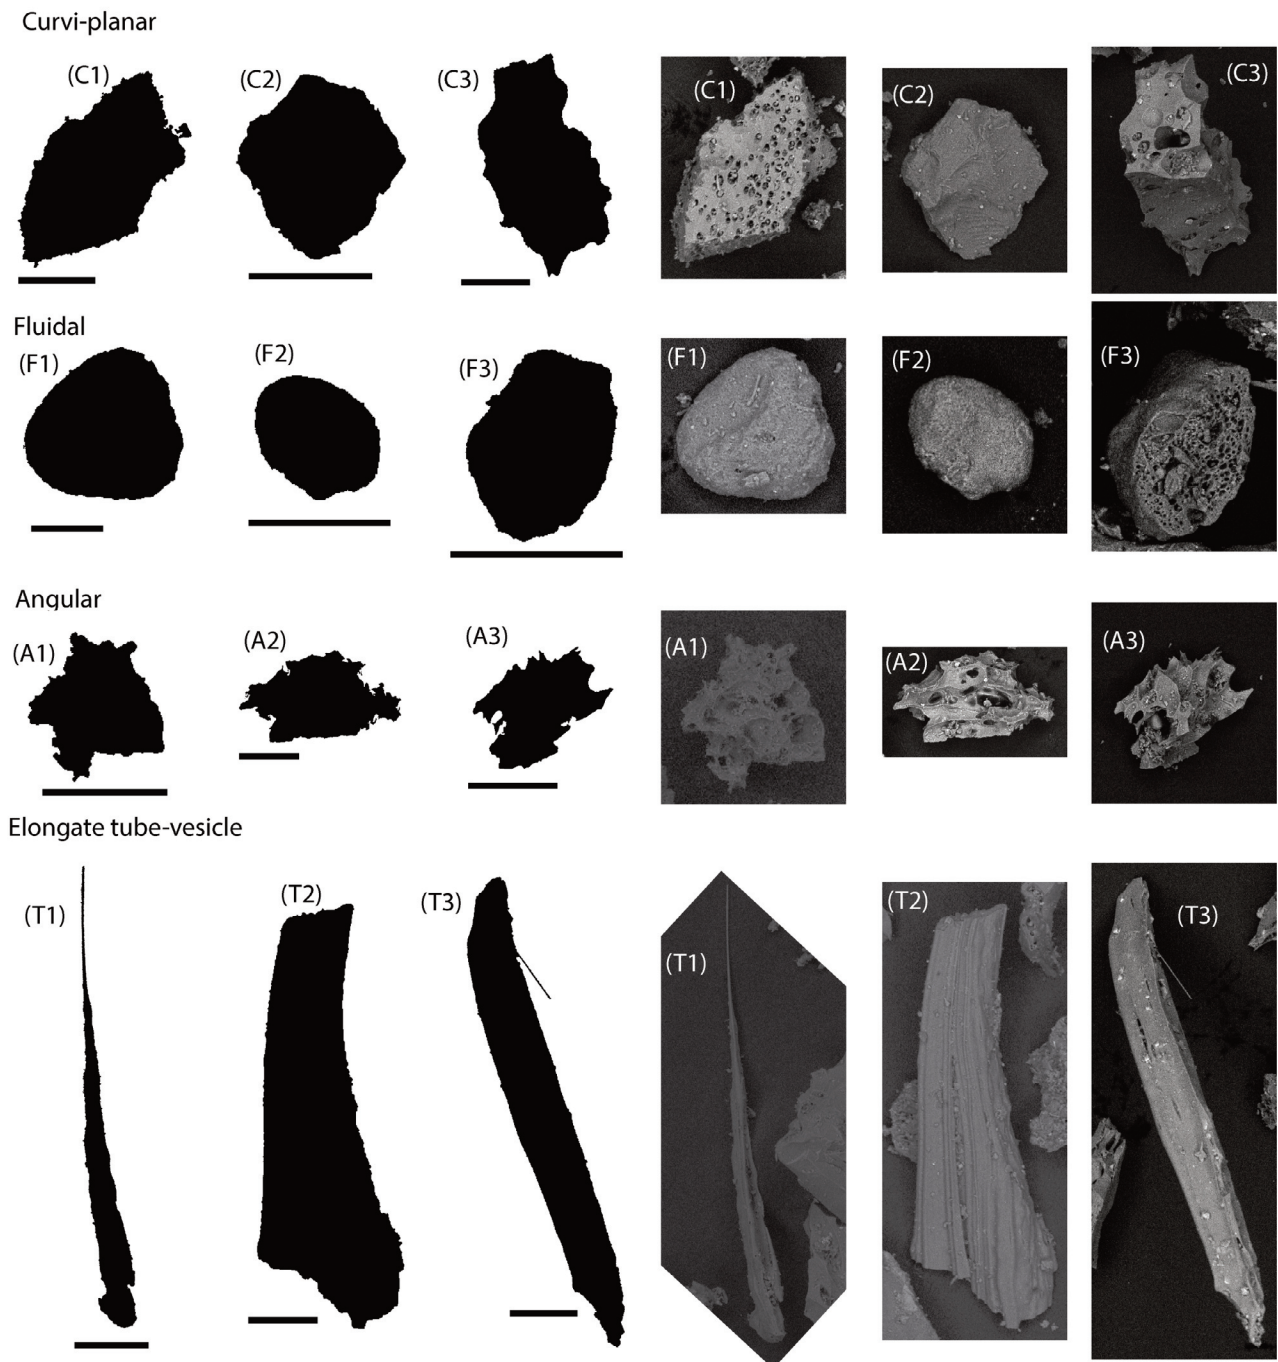 Curvi-planar
(C1) (C2) (C3) (C1) (C2) (C3)
Fluidal
(F1) (F2) (F3) (F1) (F2) (F3)
Angular
(A1) (A2) (A3) (A1) (A2) (A3)
Elongate tube-vesicle
(T1) (T2) (T3) (T1) (T2) (T3)